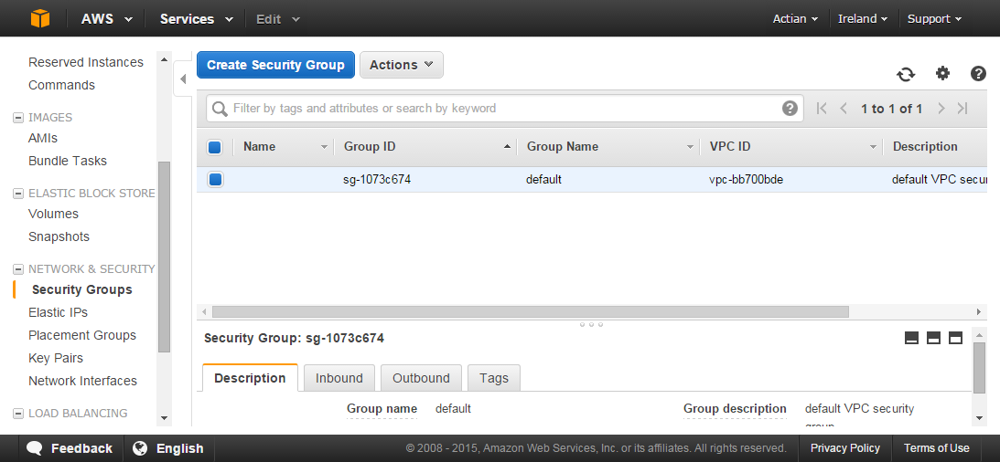 AWS Services Edit Actian Ireland Support
Reserved Instances
Commands
IMAGES
AMIs
Bundle Tasks
ELASTIC BLOCK STORE
Volumes
Snapshots
NETWORK & SECURITY
Security Groups
Elastic IPs
Placement Groups
Key Pairs
Network Interfaces
LOAD BALANCING
Create Security Group Actions
Filter by tags and attributes or search by keyword
1 to 1 of 1
Name Group ID Group Name VPC ID Description
sg-1073c674 default vpc-bb700bde default VPC secur
Security Group: sg-1073c674
Description Inbound Outbound Tags
Group name default Group description default VPC security
group
Feedback English © 2008 - 2015, Amazon Web Services, Inc. or its affiliates. All rights reserved. Privacy Policy Terms of Use